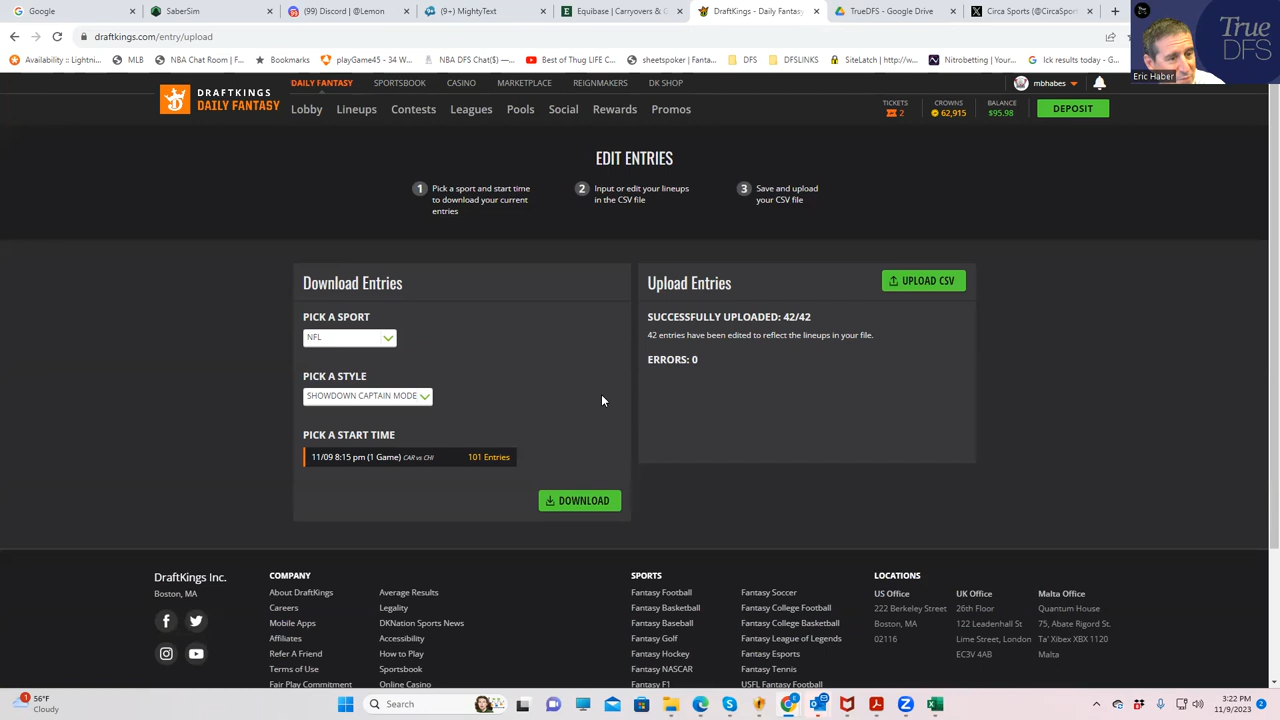 DraftKings
SaberSim
(99) Discord | @Lemon
(9+) MightyText
Equibase | Carryovers & G
DraftKings - Daily Fantasy
TrueDFS - Google Drive
Circa Sports (@CircaSport
draftkings.com/entry/upload
Availability :: Lightni...
MLB
NBA Chat Room | F...
playGame45 - 34 W...
NBA DFS Chat($) —...
Best of Thug LIFE C...
sheetspoker | Fanta...
DFS
DFSLINKS
SiteLatch | http://w...
Nitrobetting | Your...
Ick results today - G...
True
DFS
Eric Haber
DAILY FANTASY
SPORTSBOOK
CASINO
MARKETPLACE
REIGNMAKERS
DK SHOP
mbhabes
DRAFTKINGS
DAILY FANTASY
Lobby
Lineups
Contests
Leagues
Pools
Social
Rewards
Promos
TICKETS
2
CROWNS
62,915
BALANCE
$95.98
DEPOSIT
EDIT ENTRIES
1
Pick a sport and start time
to download your current
entries
2
Input or edit your lineups
in the CSV file
3
Save and upload
your CSV file
Download Entries
PICK A SPORT
NFL
PICK A STYLE
SHOWDOWN CAPTAIN MODE
PICK A START TIME
11/09 8:15 pm (1 Game) CAR vs CHI 101 Entries
DOWNLOAD
Upload Entries
UPLOAD CSV
SUCCESSFULLY UPLOADED: 42/42
42 entries have been edited to reflect the lineups in your file.
ERRORS: 0
DraftKings Inc.
Boston, MA
COMPANY
About DraftKings
Careers
Mobile Apps
Affiliates
Refer A Friend
Terms of Use
Fair Play Commitment
Average Results
Legality
DKNation Sports News
Accessibility
How to Play
Sportsbook
Online Casino
SPORTS
Fantasy Football
Fantasy Basketball
Fantasy Baseball
Fantasy Golf
Fantasy Hockey
Fantasy NASCAR
Fantasy F1
Fantasy Soccer
Fantasy College Football
Fantasy College Basketball
Fantasy League of Legends
Fantasy Esports
Fantasy Tennis
USFL Fantasy Football
LOCATIONS
US Office
222 Berkeley Street
Boston, MA
02116
UK Office
26th Floor
122 Leadenhall St
Lime Street, London
EC3V 4AB
Malta Office
Quantum House
75, Abate Rigord St.
Ta' Xibex XBX 1120
Malta
1
56°F
Cloudy
Search
3:22 PM
11/9/2023
2